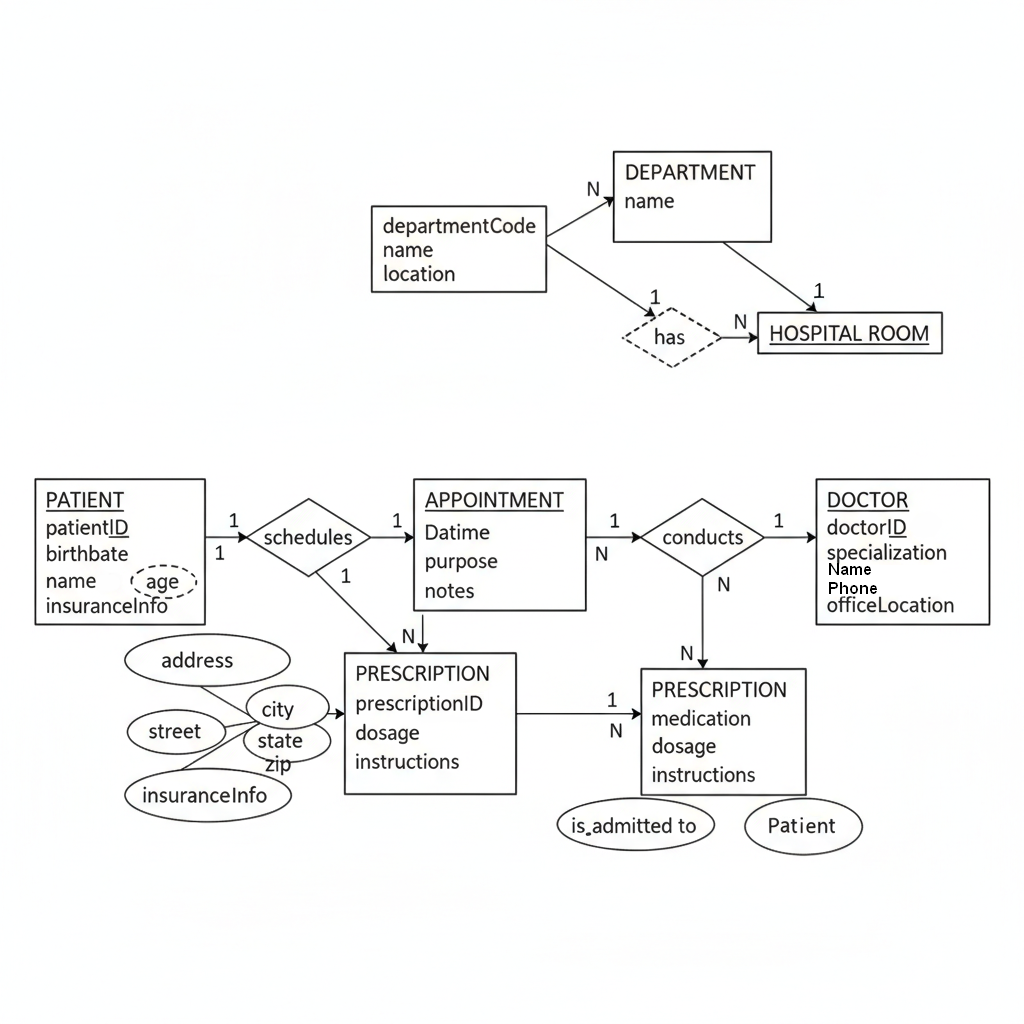 DEPARTMENT
name
N
departmentCode
name
location
1
1
has
N
HOSPITAL ROOM
PATIENT
patientID
birthbate
name
age
insuranceInfo
1
1
schedules
1
1
APPOINTMENT
Datime
purpose
notes
1
N
conducts
1
N
DOCTOR
doctorID
specialization
Name
Phone
officeLocation
N
N
address
city
street
state
zip
insuranceInfo
PRESCRIPTION
prescriptionID
dosage
instructions
1
N
PRESCRIPTION
medication
dosage
instructions
is_admitted to
Patient